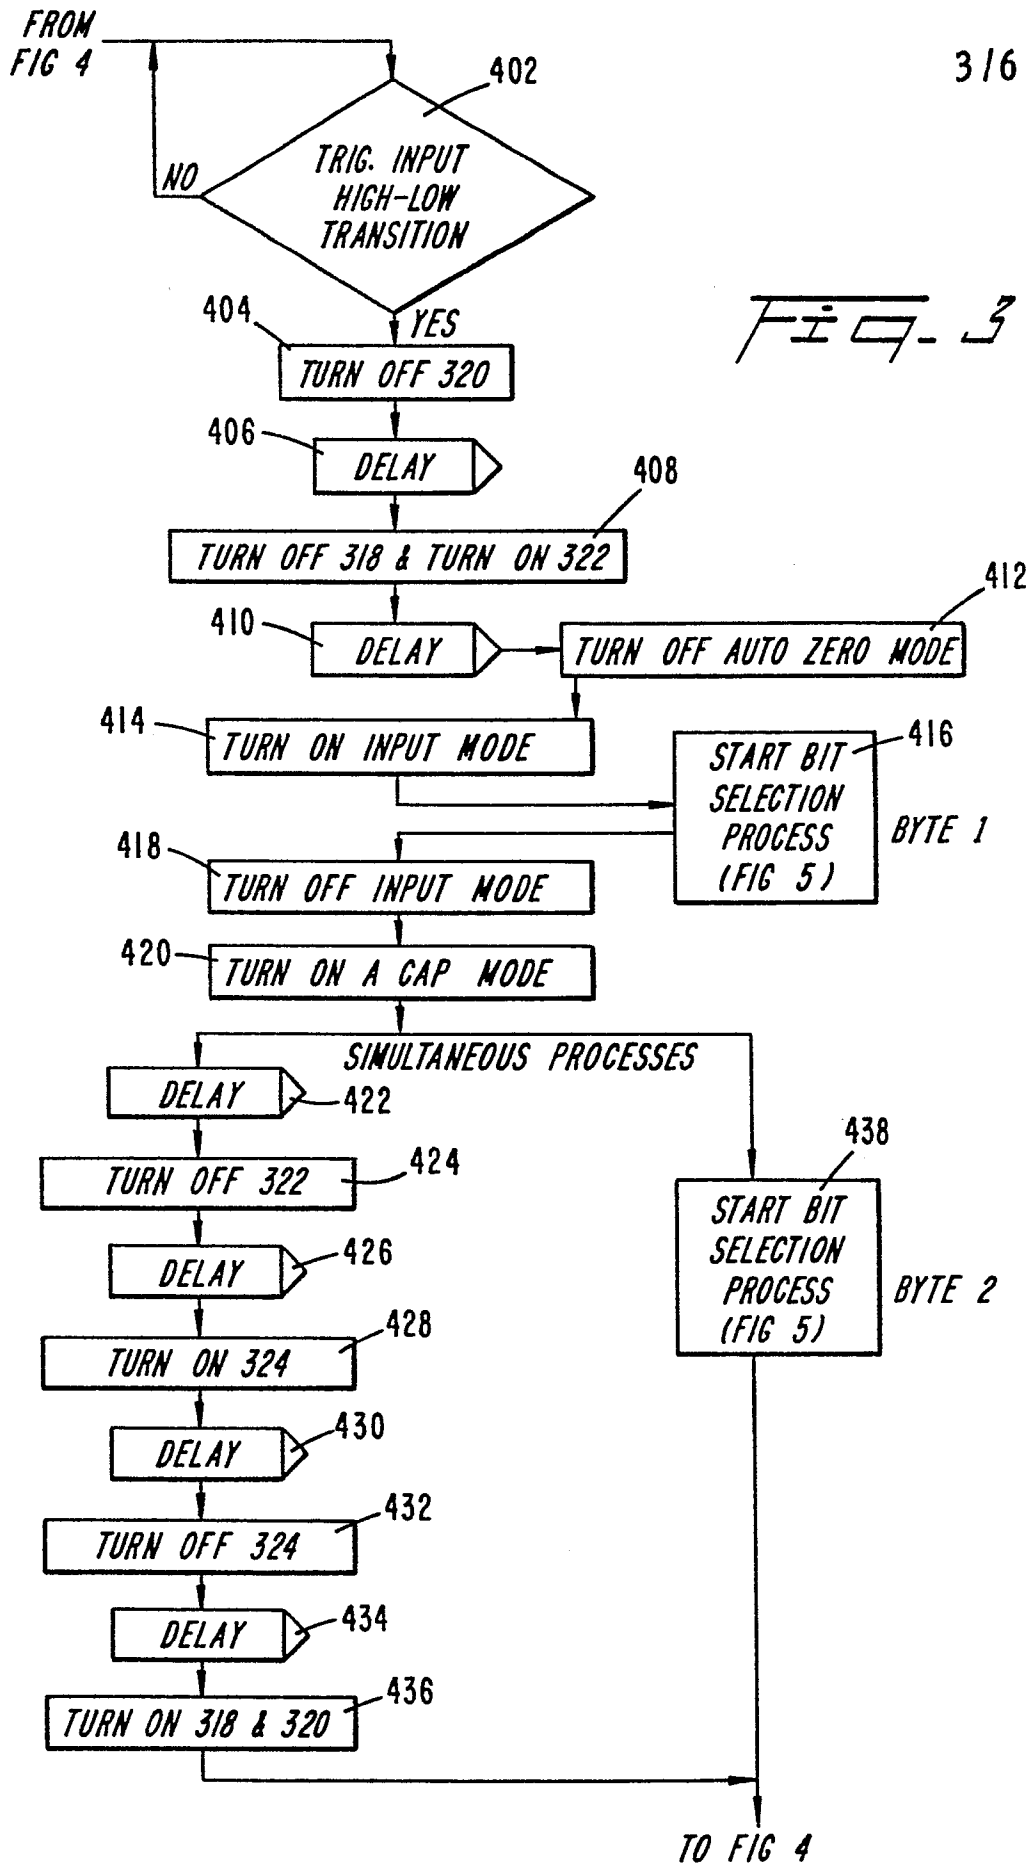 FROM
FIG 4
3/6
402
TRIG. INPUT
HIGH-LOW
TRANSITION
NO
YES
Fig. 3
404
TURN OFF 320
406
DELAY
408
TURN OFF 318 & TURN ON 322
410
DELAY
412
TURN OFF AUTO ZERO MODE
414
TURN ON INPUT MODE
416
START BIT
SELECTION
PROCESS
(FIG 5)
BYTE 1
418
TURN OFF INPUT MODE
420
TURN ON A CAP MODE
SIMULTANEOUS PROCESSES
DELAY
422
TURN OFF 322
424
DELAY
426
TURN ON 324
428
DELAY
430
TURN OFF 324
432
DELAY
434
TURN ON 318 & 320
436
438
START BIT
SELECTION
PROCESS
(FIG 5)
BYTE 2
TO FIG 4